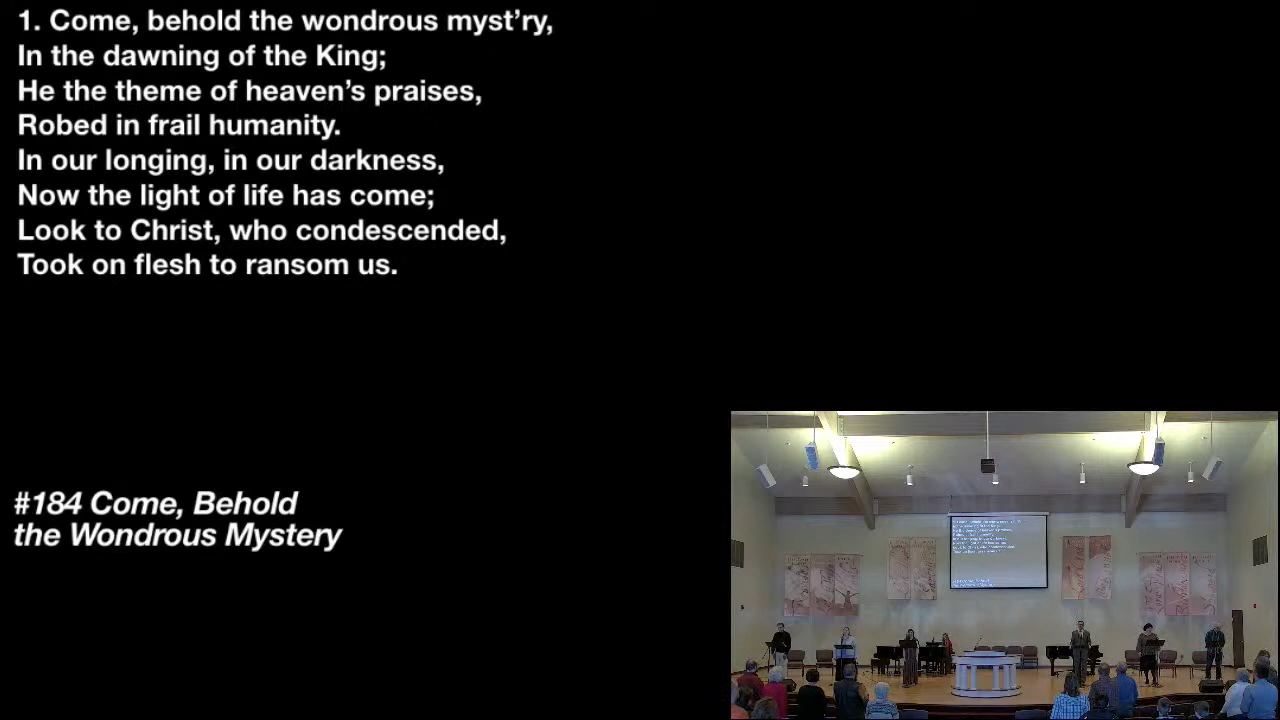 1. Come, behold the wondrous myst’ry,
In the dawning of the King;
He the theme of heaven’s praises,
Robed in frail humanity.
In our longing, in our darkness,
Now the light of life has come;
Look to Christ, who condescended,
Took on flesh to ransom us.
#184 Come, Behold
the Wondrous Mystery